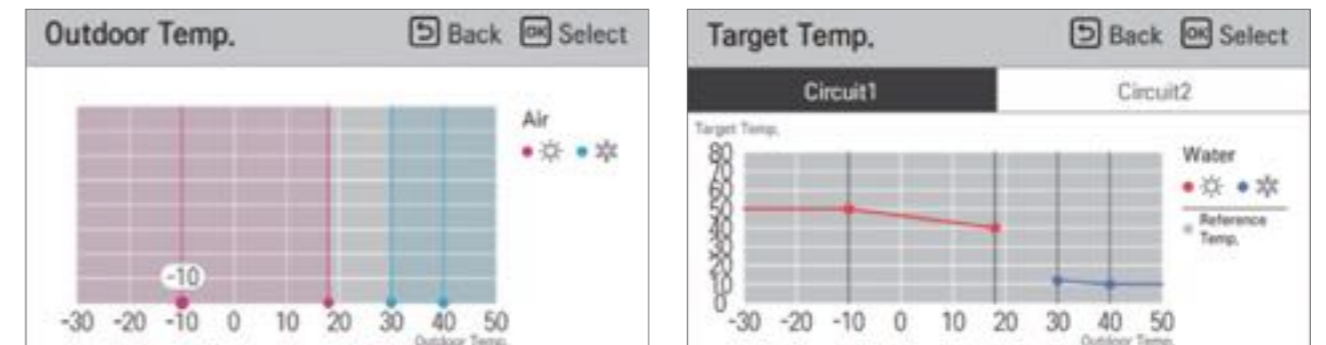 Outdoor Temp.
Back
OK Select
Air
-10
-30 -20 -10 0 10 20 30 40 50
Outdoor Temp.
Target Temp.
Back
OK Select
Circuit1
Circuit2
Target Temp.
80
70
60
50
40
30
20
10
0
Water
Reference
Temp.
-30 -20 -10 0 10 20 30 40 50
Outdoor Temp.